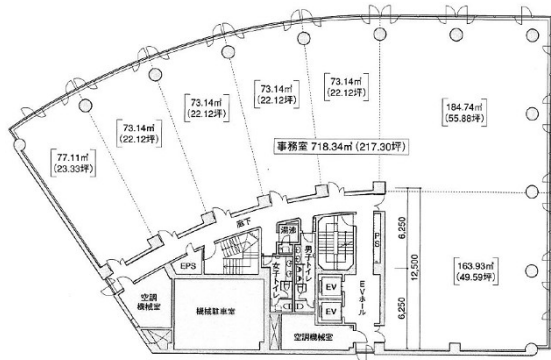 73.14㎡
(22.12坪)
73.14㎡
(22.12坪)
73.14㎡
(22.12坪)
73.14㎡
(22.12坪)
184.74㎡
(55.88坪)
77.11㎡
(23.33坪)
事務室 718.34㎡(217.30坪)
廊下
湯沸
男子トイレ
女子トイレ
PS
EPS
EV
EV
EVホール
6,250
12,500
6,250
163.93㎡
(49.59坪)
空調
機械室
機械駐車室
空調機械室